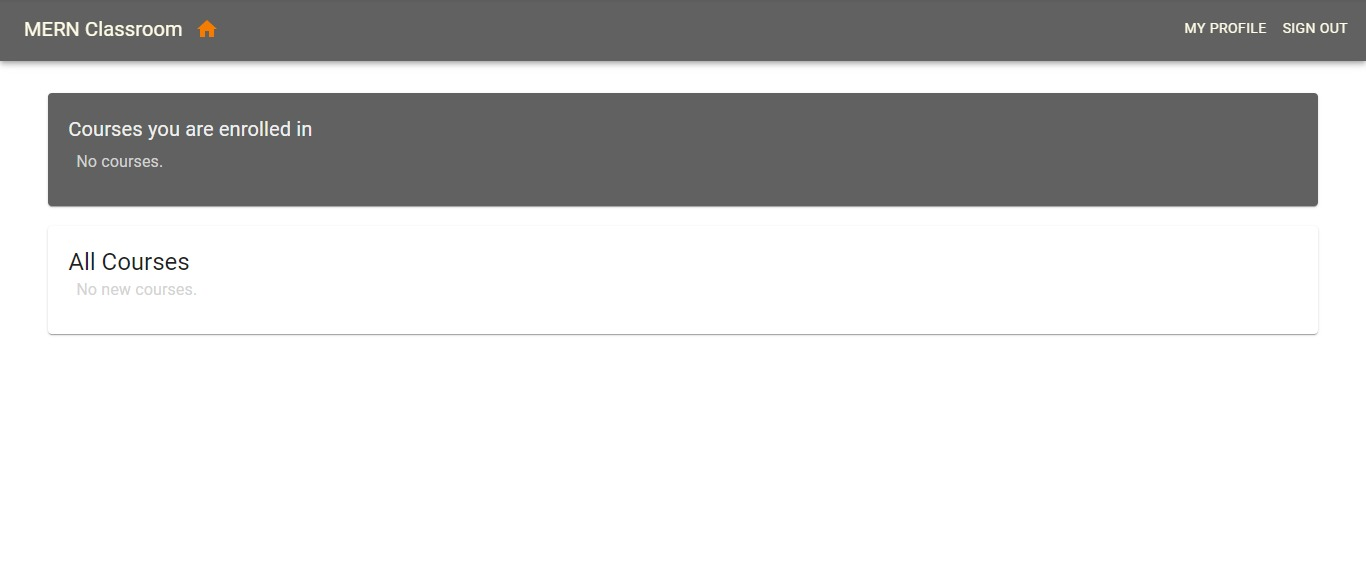 MERN Classroom MY PROFILE SIGN OUT
Courses you are enrolled in
No courses.
All Courses
No new courses.